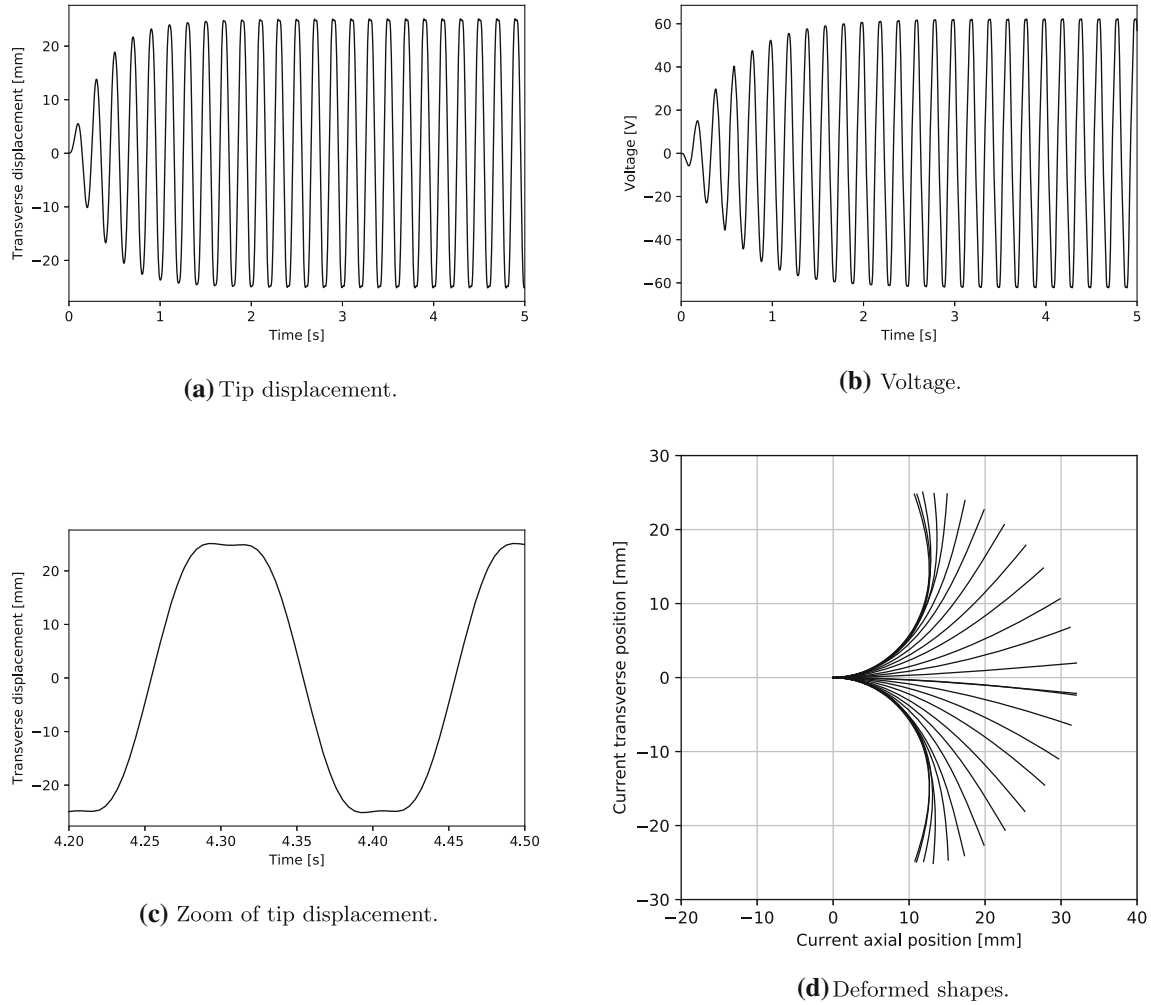 Transverse displacement [mm]
20
10
0
−10
−20
0 1 2 3 4 5
Time [s]
(a) Tip displacement.
Voltage [V]
60
40
20
0
−20
−40
−60
0 1 2 3 4 5
Time [s]
(b) Voltage.
Transverse displacement [mm]
20
10
0
−10
−20
4.20 4.25 4.30 4.35 4.40 4.45 4.50
Time [s]
(c) Zoom of tip displacement.
Current transverse position [mm]
30
20
10
0
−10
−20
−30
−20 −10 0 10 20 30 40
Current axial position [mm]
(d) Deformed shapes.